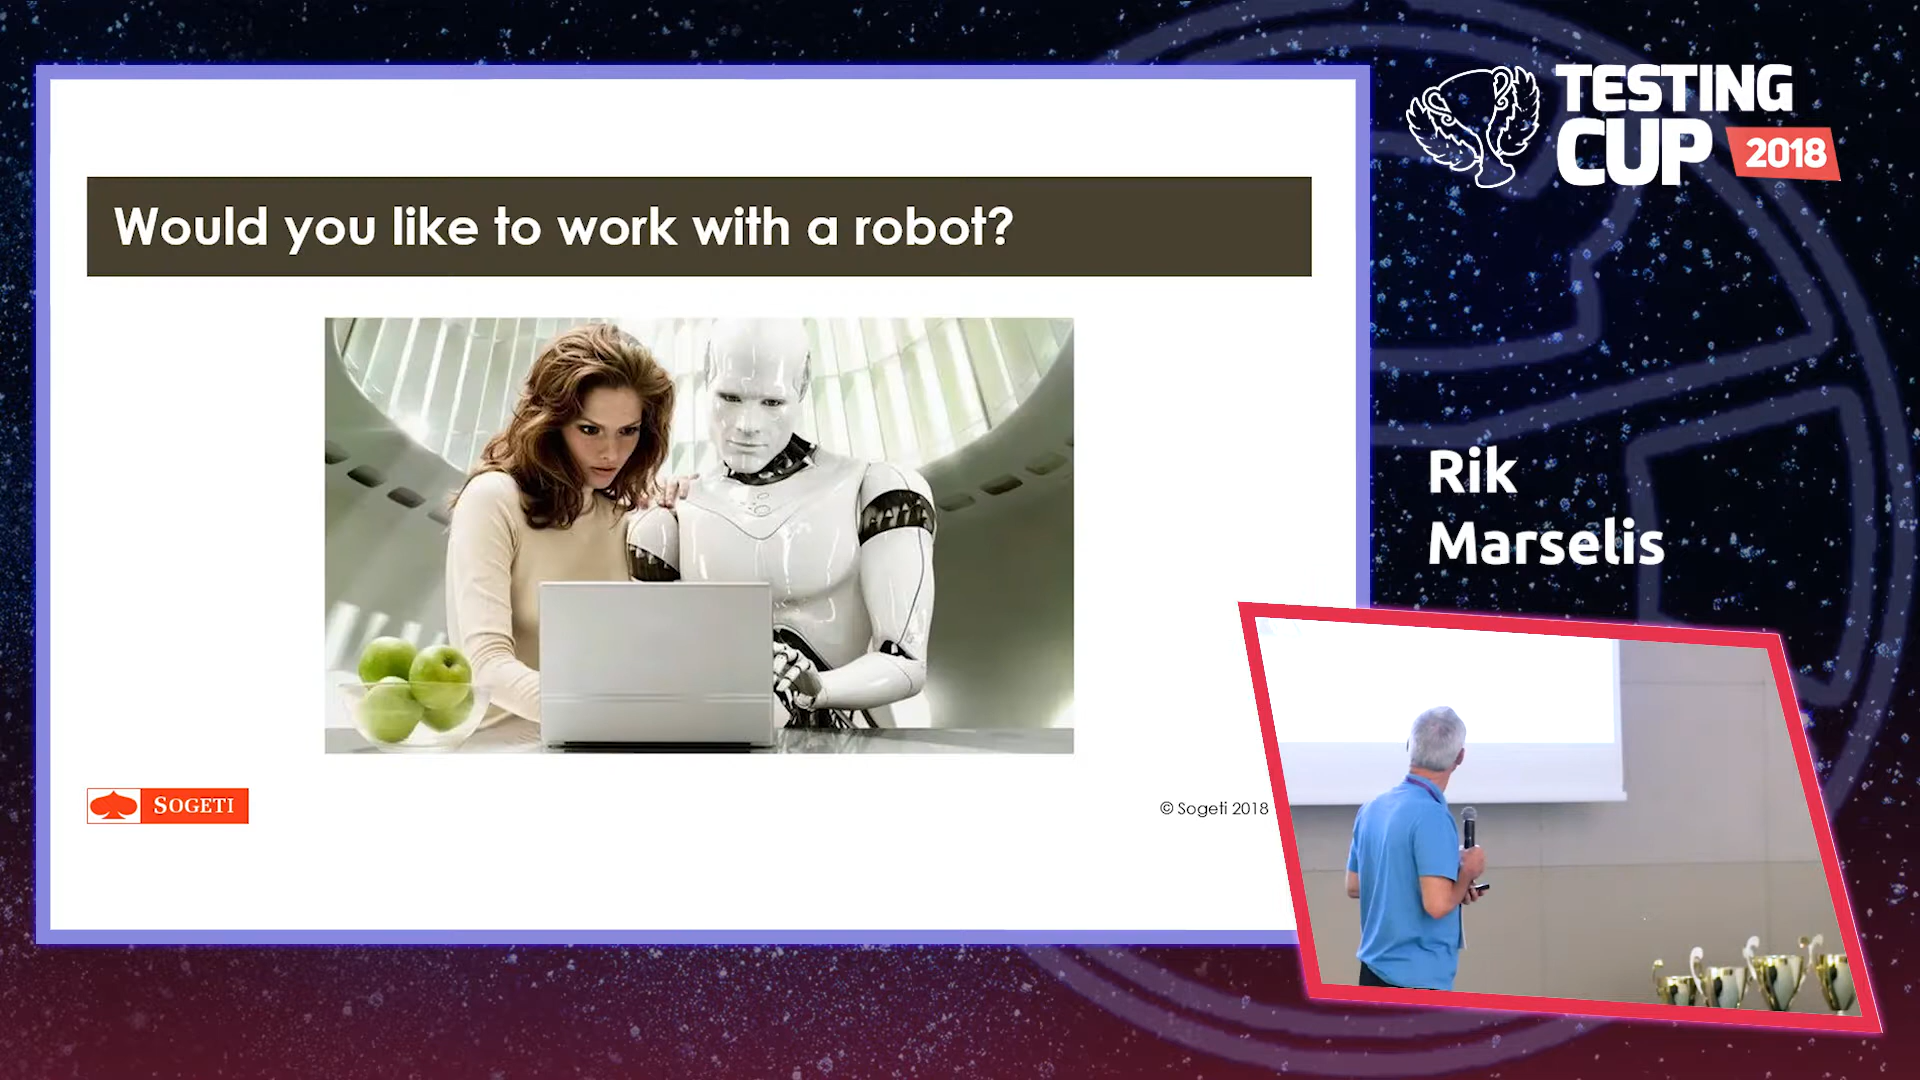 Would you like to work with a robot?
SOGETI
© Sogeti 2018
TESTING
CUP
2018
Rik
Marselis